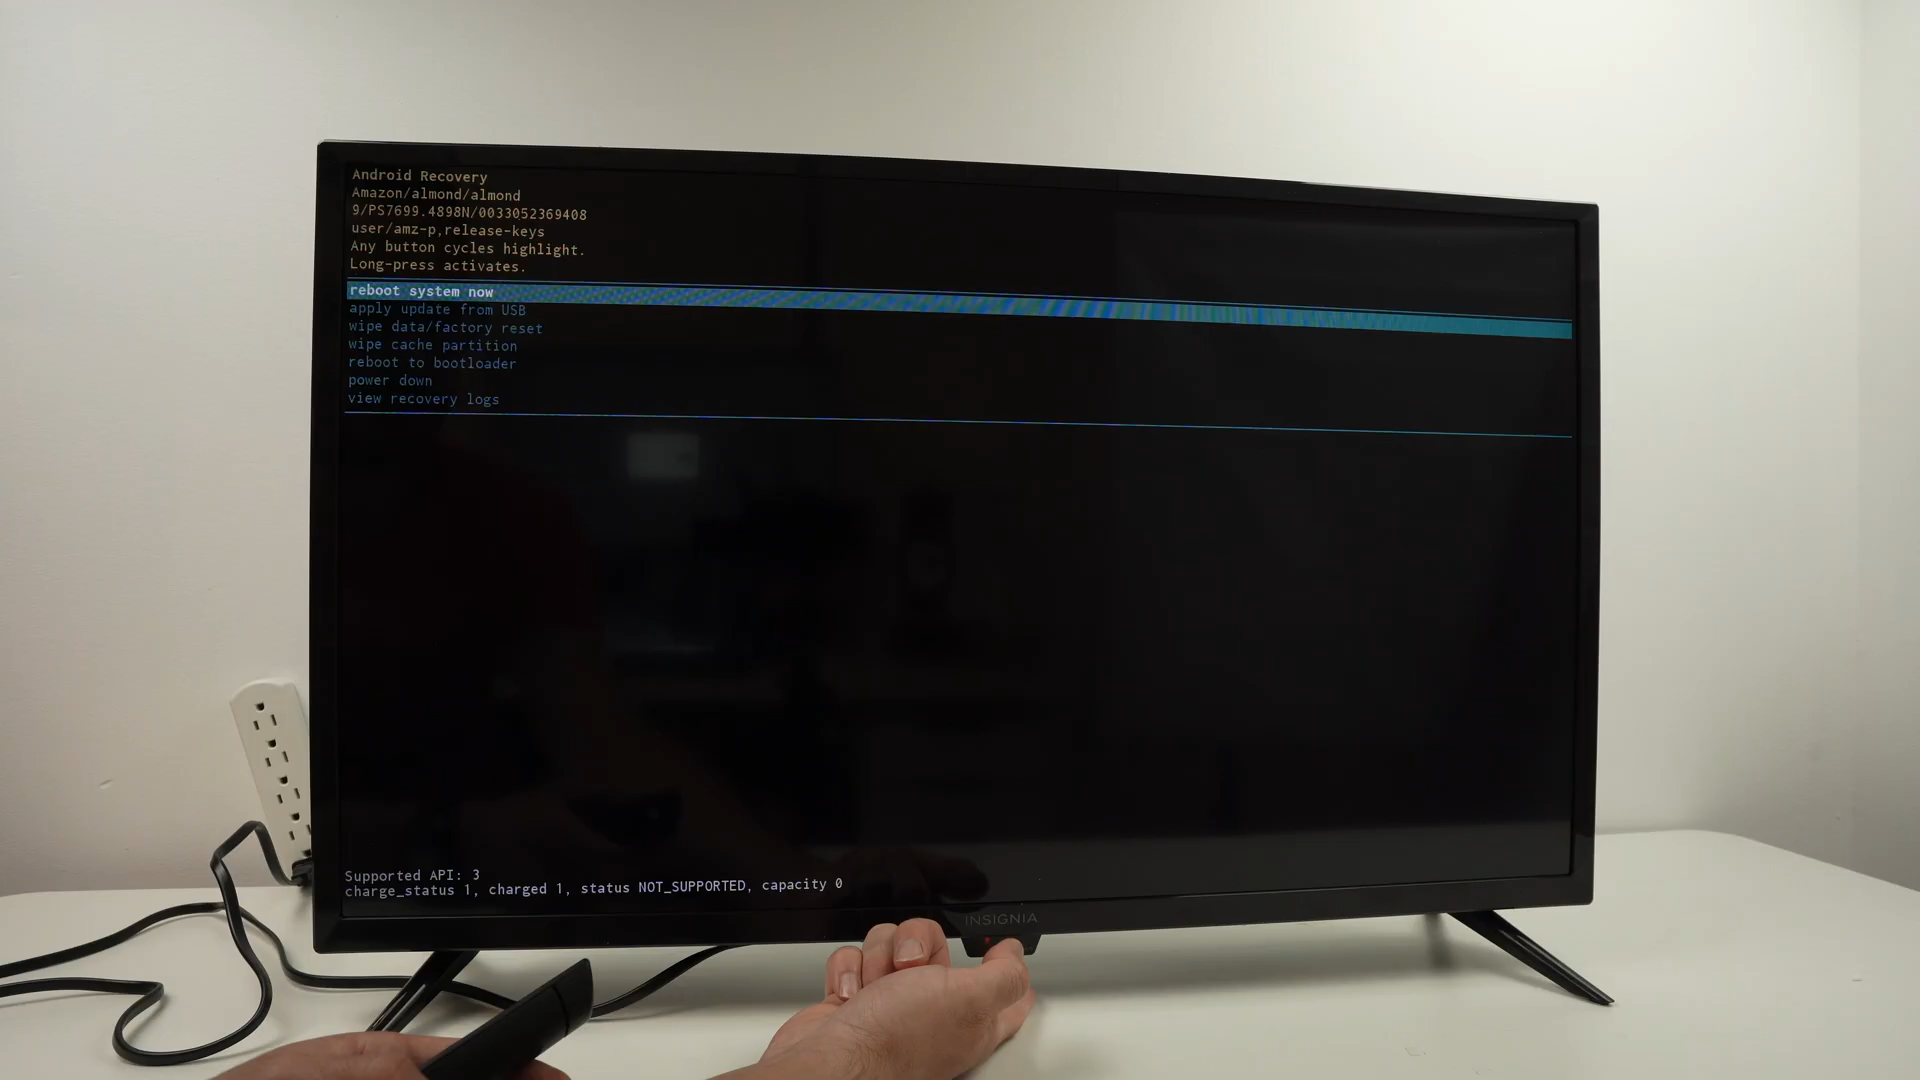 Android Recovery
Amazon/almond/almond
9/PS7699.4898N/0033052369408
user/amz-p,release-keys
Any button cycles highlight.
Long-press activates.
reboot system now
apply update from USB
wipe data/factory reset
wipe cache partition
reboot to bootloader
power down
view recovery logs
Supported API: 3
charge_status 1, charged 1, status NOT_SUPPORTED, capacity 0
INSIGNIA